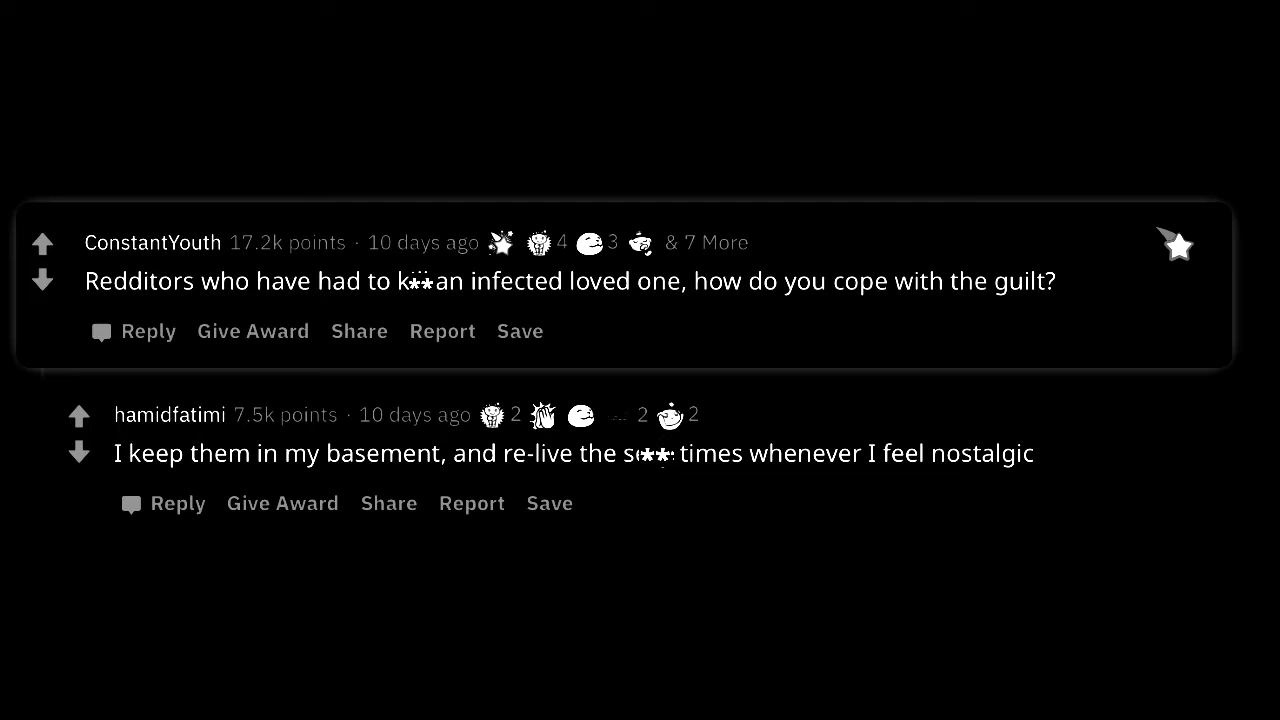 ConstantYouth 17.2k points · 10 days ago 4 3 & 7 More
Redditors who have had to k** an infected loved one, how do you cope with the guilt?
Reply Give Award Share Report Save
hamidfatimi 7.5k points · 10 days ago 2 2 2
I keep them in my basement, and re-live the s** times whenever I feel nostalgic
Reply Give Award Share Report Save